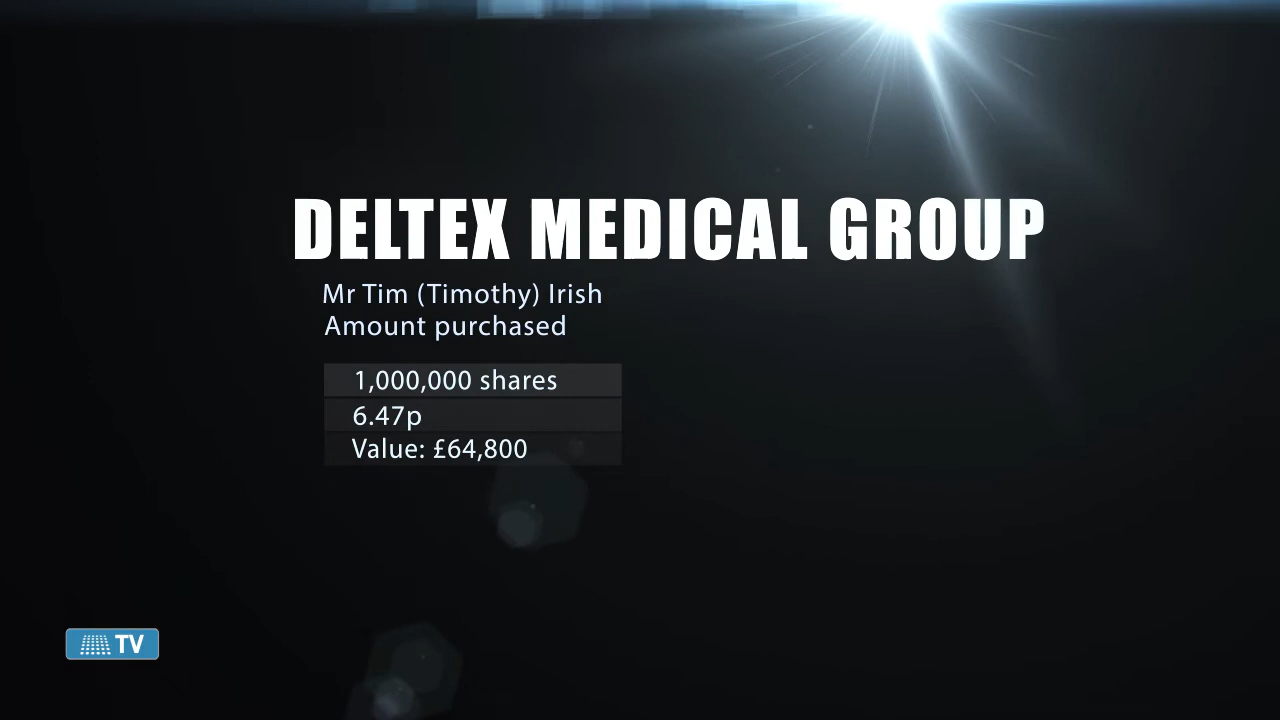 DELTEX MEDICAL GROUP
Mr Tim (Timothy) Irish
Amount purchased
1,000,000 shares
6.47p
Value: £64,800
TV